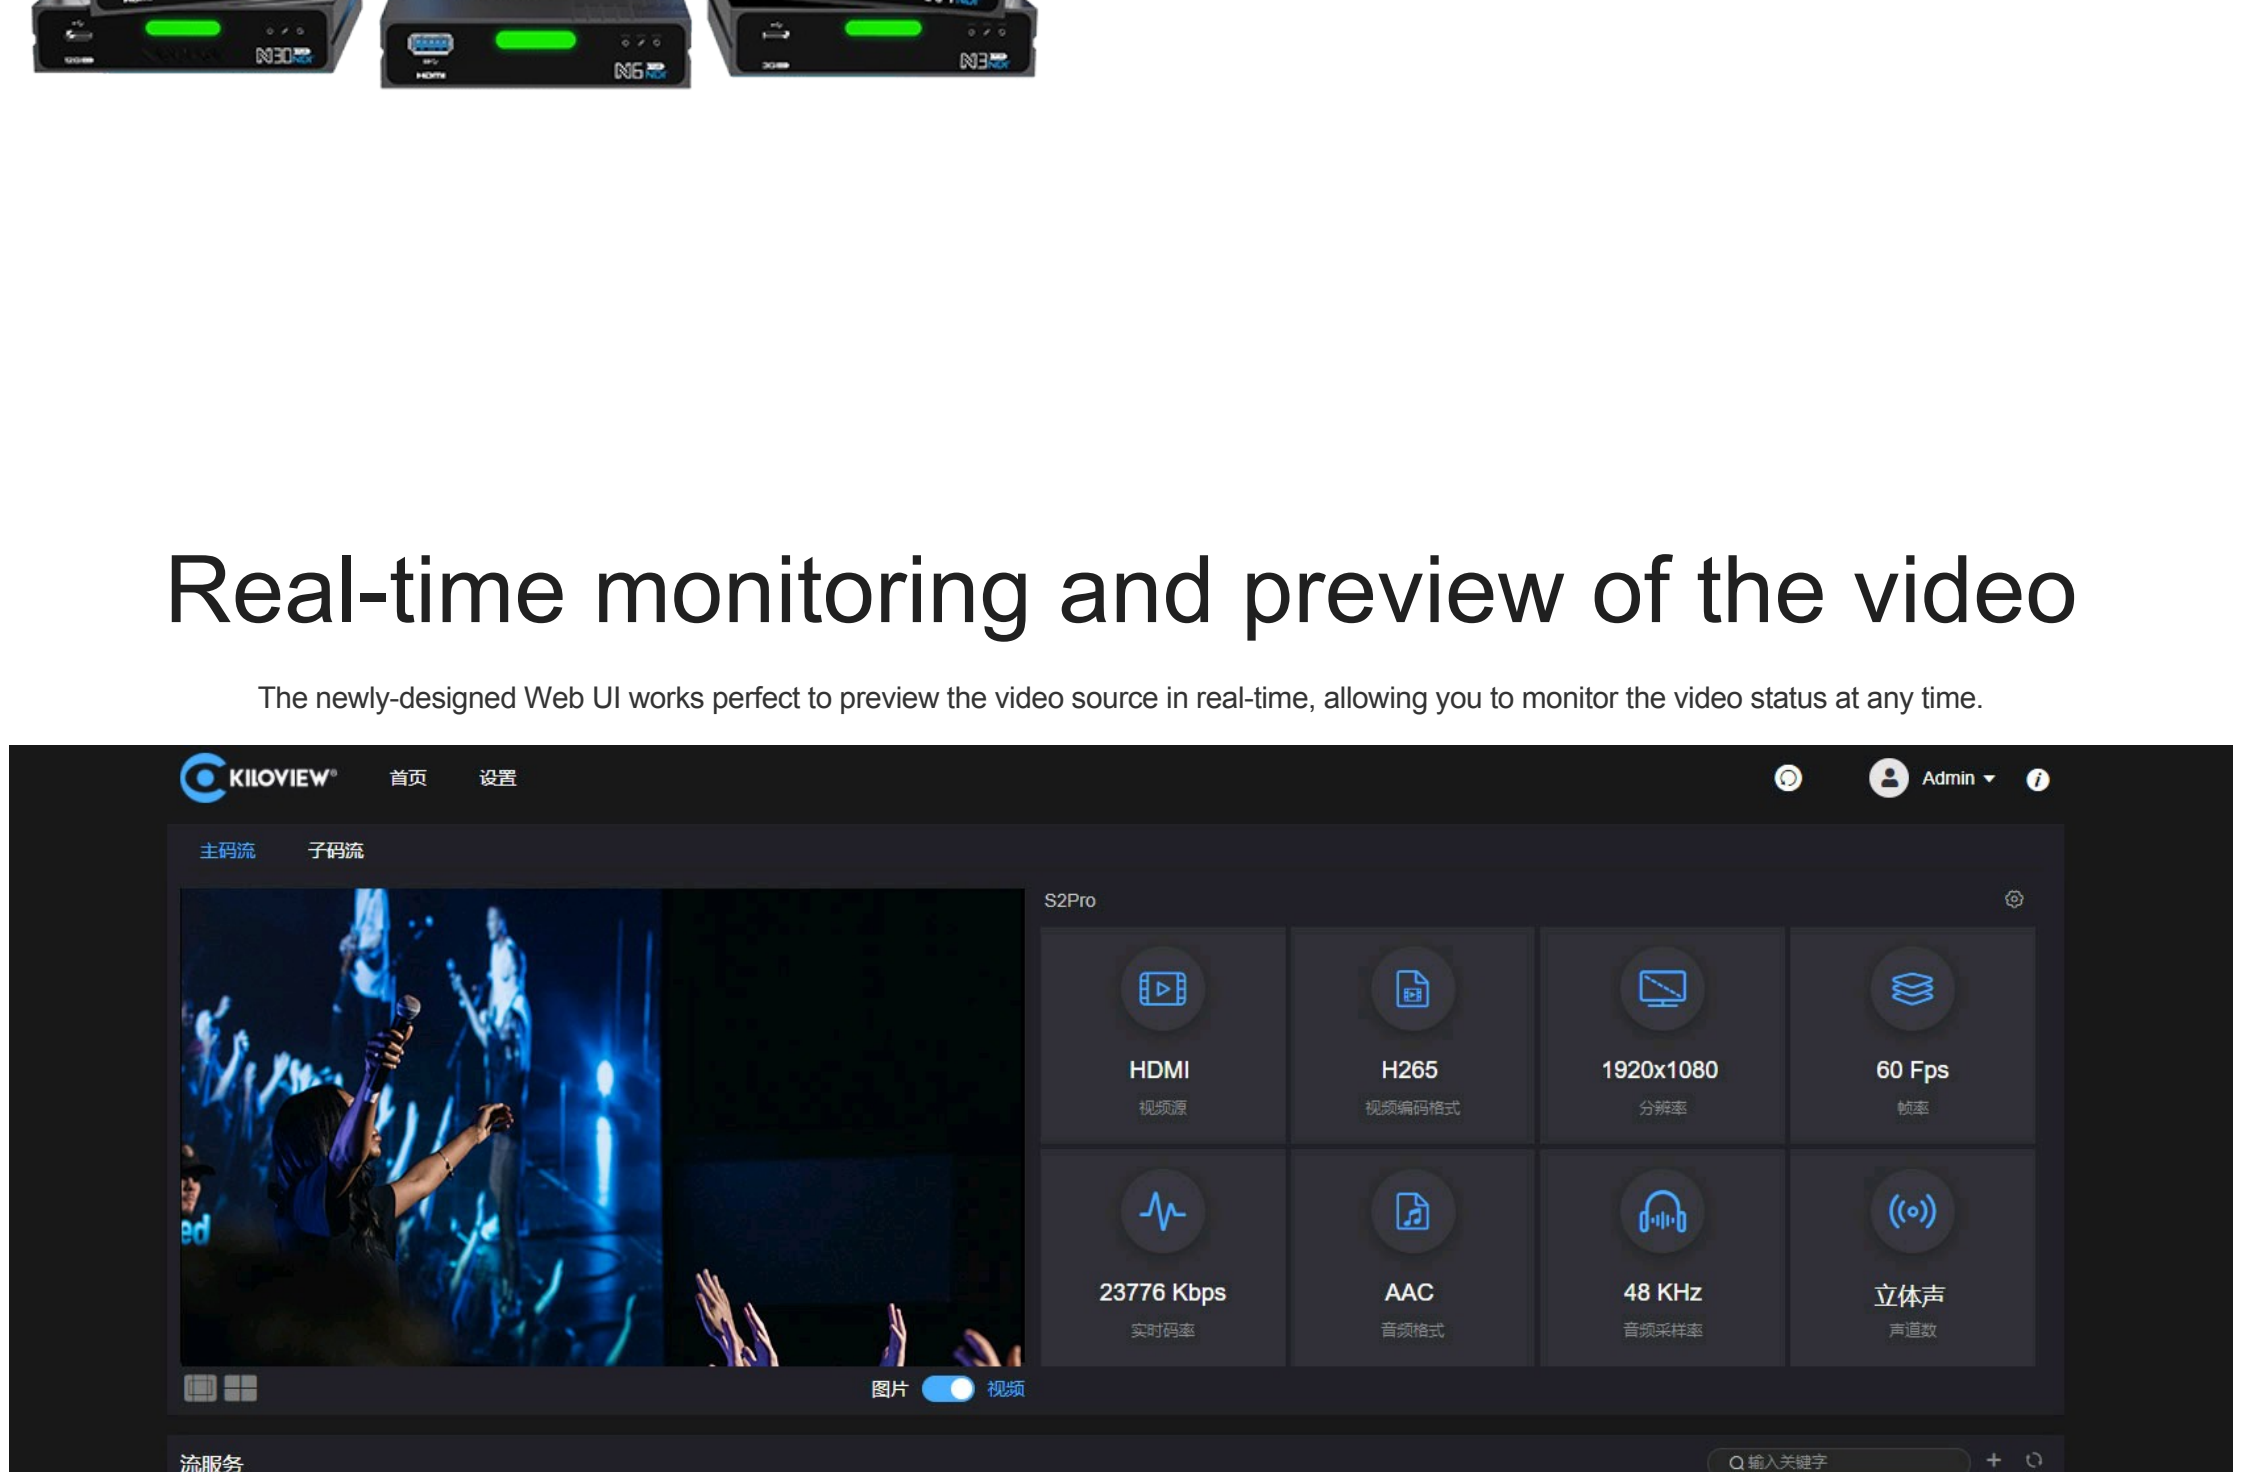 HDMI
N30 NDI
N6 NDI
N3 NDI
Real-time monitoring and preview of the video
The newly-designed Web UI works perfect to preview the video source in real-time, allowing you to monitor the video status at any time.
KILOVIEW® 首页 设置 Admin
主码流 子码流
S2Pro
HDMI H265 1920x1080 60 Fps
视频源 视频编码格式 分辨率 帧率
ed
23776 Kbps AAC 48 KHz 立体声
实时码率 音频格式 音频采样率 声道数
图片 视频
流服务 输入关键字